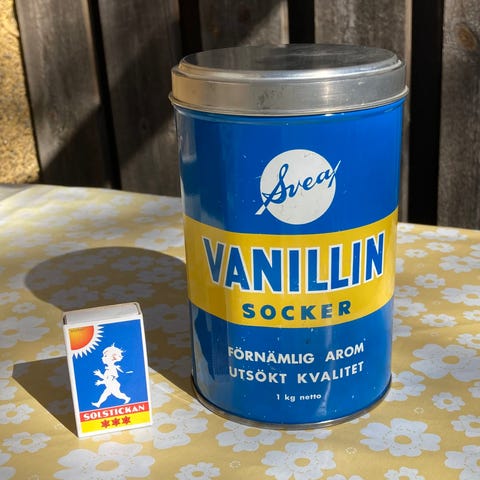 Svea
VANILLIN
SOCKER
FÖRNÄMLIG AROM
UTSÖKT KVALITET
1 kg netto
SOLSTICKAN